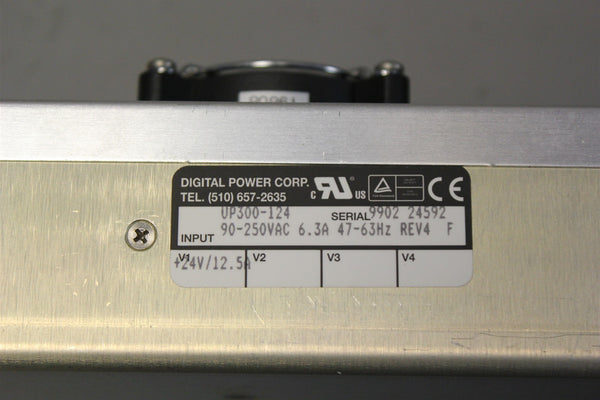 DIGITAL POWER CORP.
TEL. (510) 657-2635
C RU US
CE
UP300-124 SERIAL 9902 24592
INPUT 90-250VAC 6.3A 47-63Hz REV4 F
V1 V2 V3 V4
+24V/12.5A